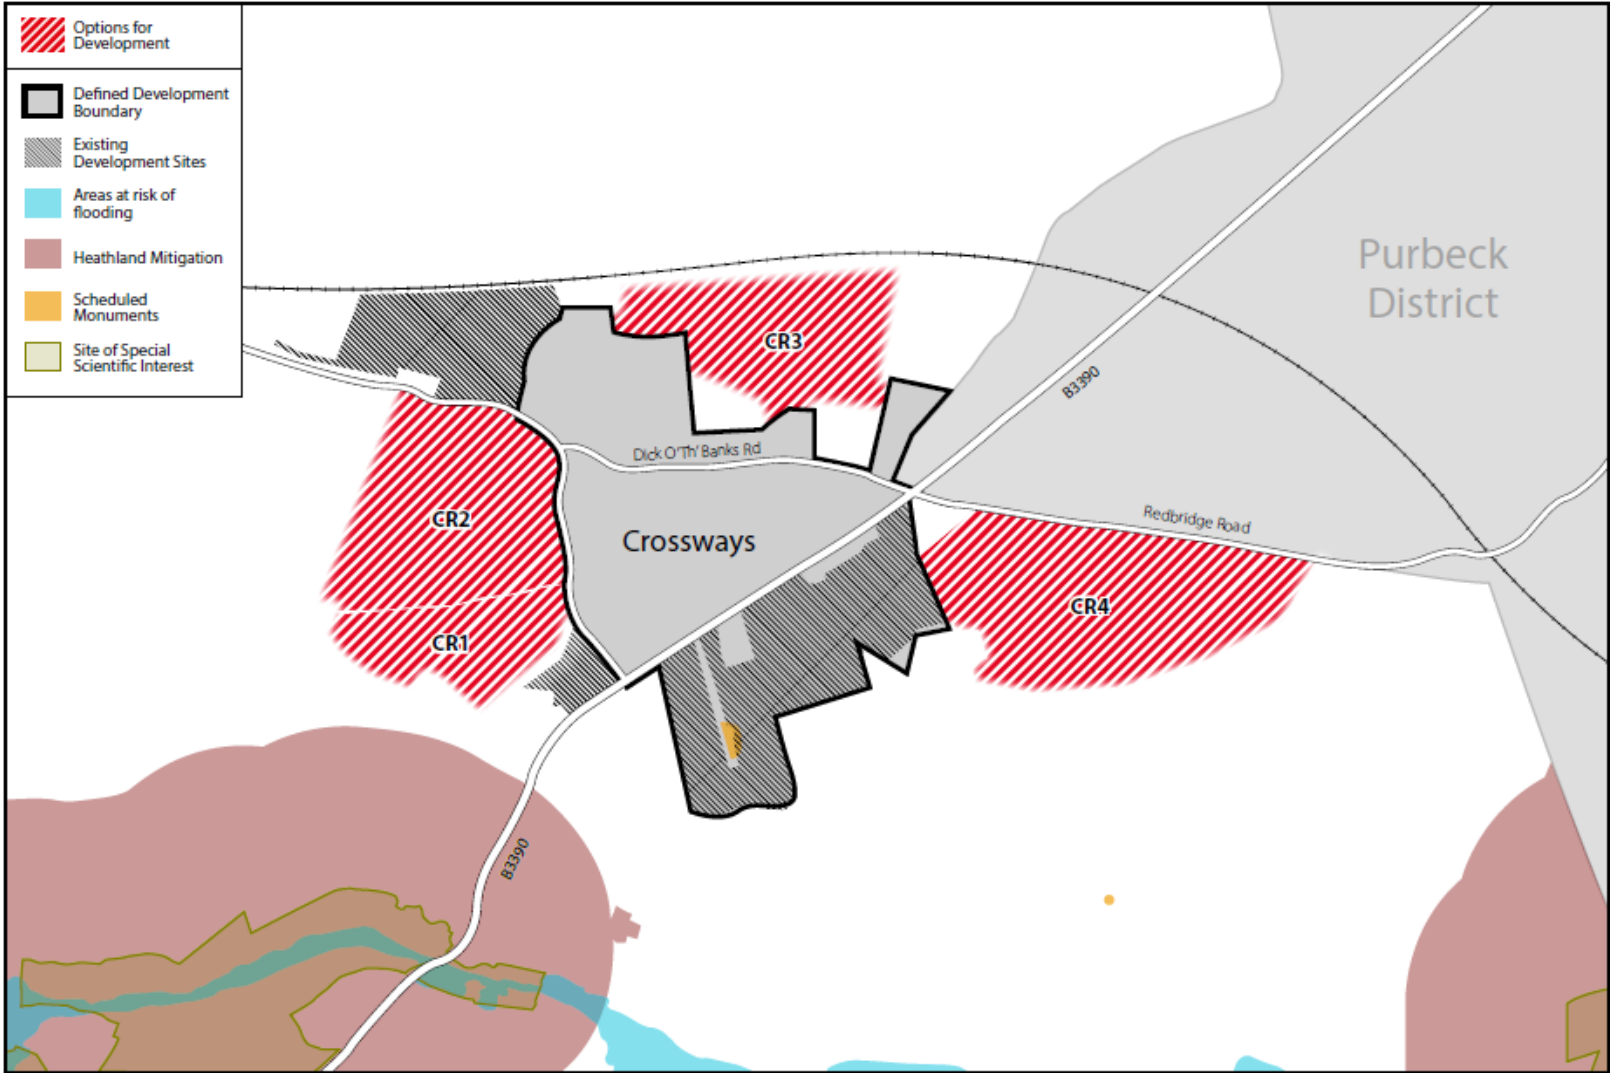 Options for
Development
Defined Development
Boundary
Existing
Development Sites
Areas at risk of
flooding
Heathland Mitigation
Scheduled
Monuments
Site of Special
Scientific Interest
Purbeck
District
CR3
B3390
Dick O'Th' Banks Rd
CR2
Redbridge Road
Crossways
CR4
CR1
B3390